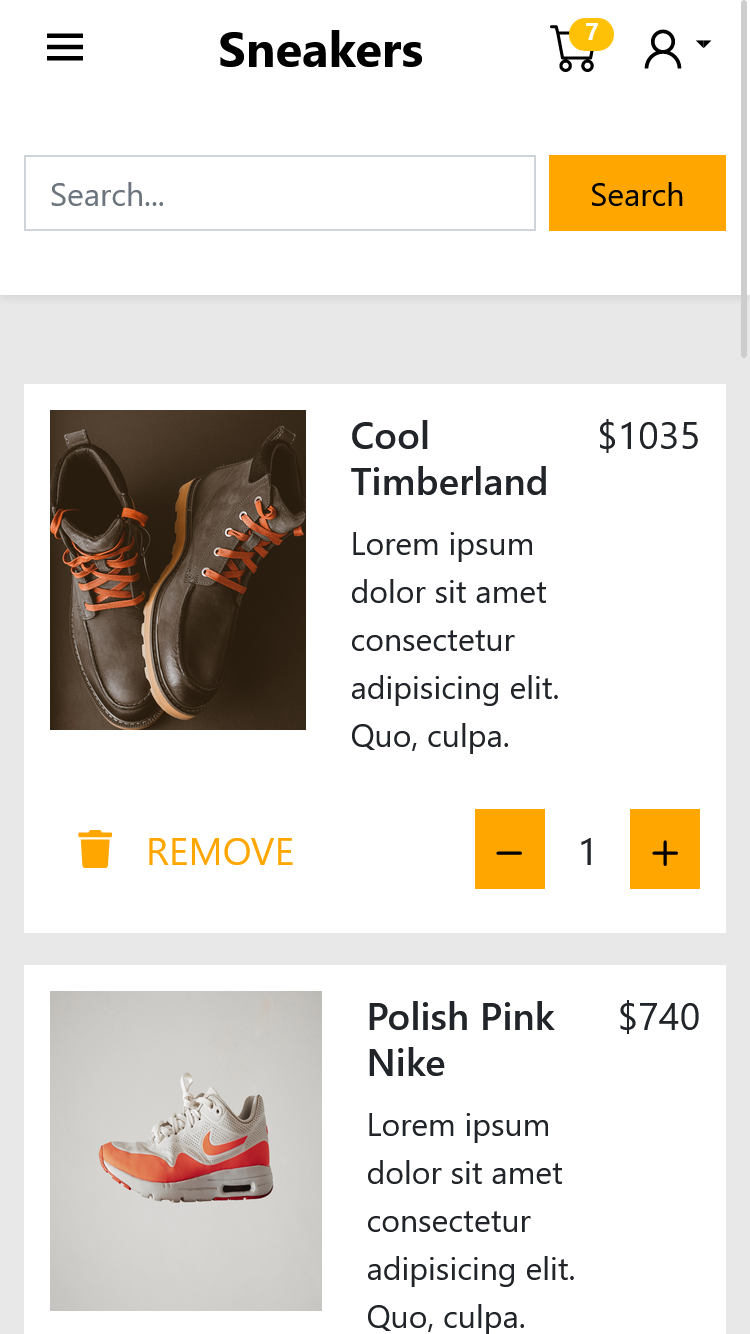 Sneakers
7
Search...
Search
Cool
Timberland
$1035
Lorem ipsum
dolor sit amet
consectetur
adipisicing elit.
Quo, culpa.
REMOVE
1
Polish Pink
Nike
$740
Lorem ipsum
dolor sit amet
consectetur
adipisicing elit.
Quo, culpa.